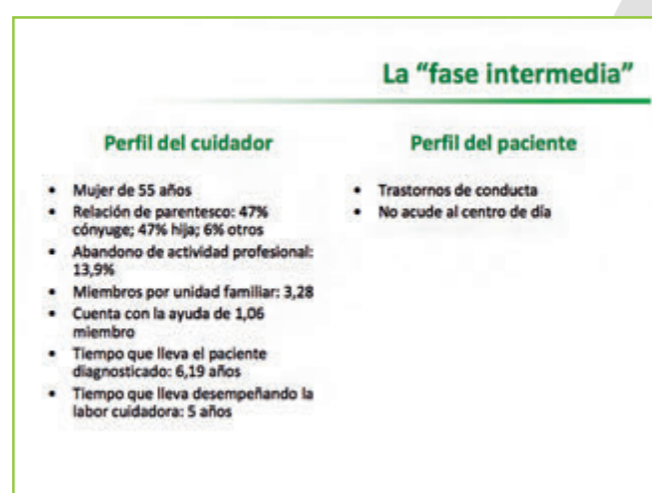 La “fase intermedia”
Perfil del cuidador
• Mujer de 55 años
• Relación de parentesco: 47%
cónyuge; 47% hija; 6% otros
• Abandono de actividad profesional:
13,9%
• Miembros por unidad familiar: 3,28
• Cuenta con la ayuda de 1,06
miembro
• Tiempo que lleva el paciente
diagnosticado: 6,19 años
• Tiempo que lleva desempeñando la
labor cuidadora: 5 años
Perfil del paciente
• Trastornos de conducta
• No acude al centro de día